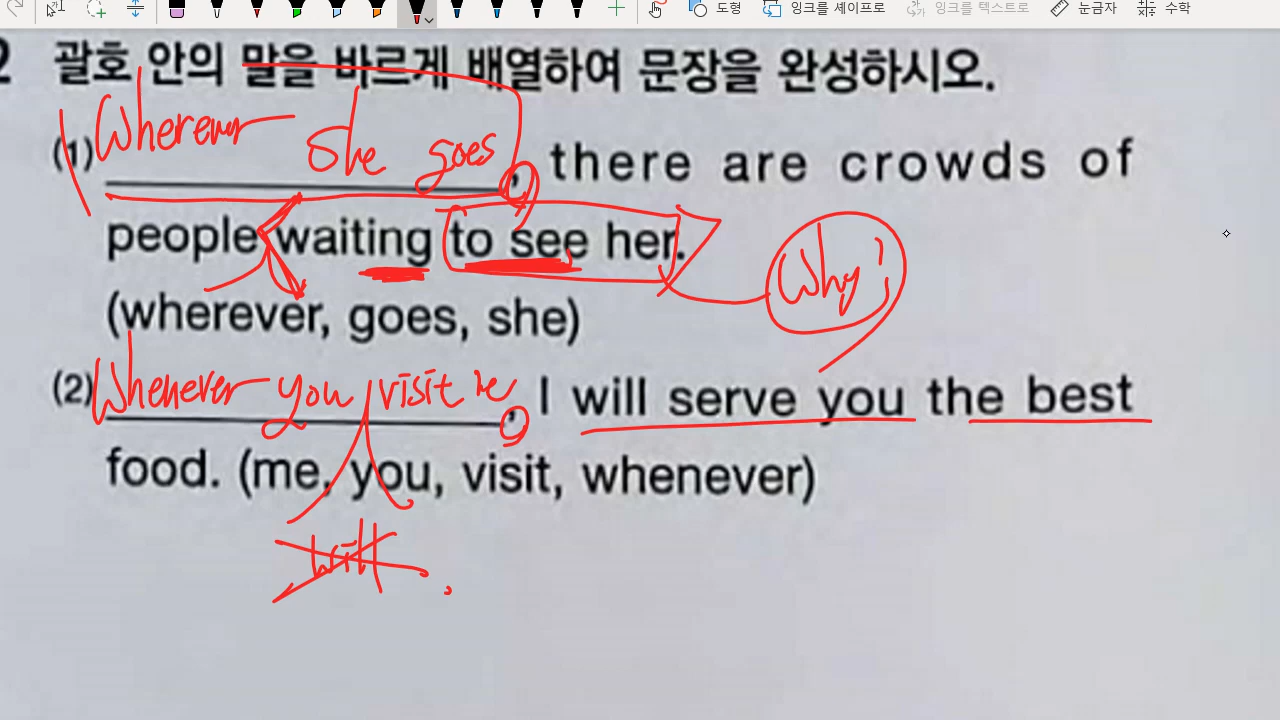 도형 잉크를 셰이프로 잉크를 텍스트로 눈금자 수학
2 괄호 안의 말을 바르게 배열하여 문장을 완성하시오.
(1) Wherever she goes, there are crowds of
people waiting to see her.
Why?
(wherever, goes, she)
(2) Whenever you visit me, I will serve you the best
food. (me, you, visit, whenever)
will